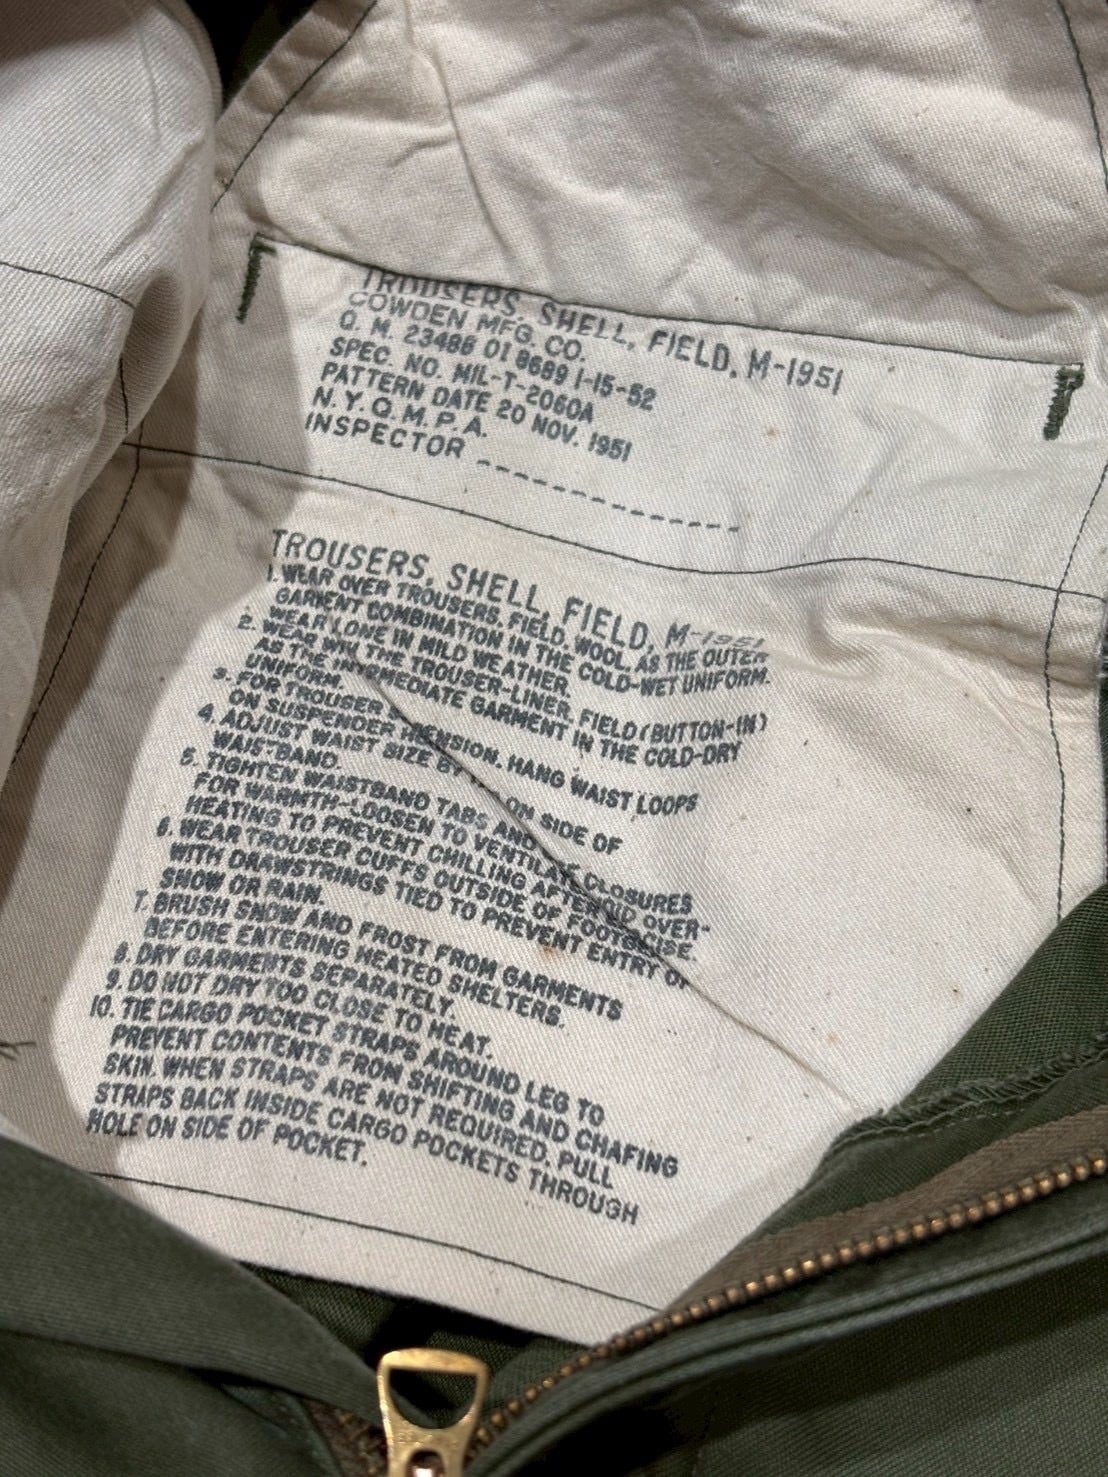 TROUSERS, SHELL, FIELD, M-1951
COWDEN MFG. CO.
Q. M. 23486 01 8689 1-15-52
SPEC. NO. MIL-T-2060A
PATTERN DATE 20 NOV. 1951
N.Y.Q.M.P.A.
INSPECTOR --------------
TROUSERS, SHELL, FIELD, M-1951
1. WEAR OVER TROUSERS, FIELD, WOOL, AS THE OUTER
GARMENT COMBINATION IN THE COLD-WET UNIFORM.
WEAR LONE IN MILD WEATHER.
2. WEAR WITH THE TROUSER-LINER, FIELD (BUTTON-IN)
AS THE INTERMEDIATE GARMENT IN THE COLD-DRY
UNIFORM.
3. FOR TROUSER SUSPENSION, HANG WAIST LOOPS
ON SUSPENDER
4. ADJUST WAIST SIZE BY ON SIDE OF
WAISTBAND.
5. TIGHTEN WAISTBAND TABS AND CLOSURES
FOR WARMTH-LOOSEN TO VENTILATE
HEATING TO PREVENT CHILLING AFTER
6. WEAR TROUSER CUFFS OUTSIDE OF
WITH DRAWSTRINGS TIED TO PREVENT ENTRY OF
SNOW OR RAIN.
7. BRUSH SNOW AND FROST FROM GARMENTS
BEFORE ENTERING HEATED SHELTERS.
8. DRY GARMENTS SEPARATELY.
9. DO NOT DRY TOO CLOSE TO HEAT.
10. TIE CARGO POCKET STRAPS AROUND LEG TO
PREVENT CONTENTS FROM SHIFTING AND CHAFING
SKIN. WHEN STRAPS ARE NOT REQUIRED, PULL
STRAPS BACK INSIDE CARGO POCKETS THROUGH
HOLE ON SIDE OF POCKET.